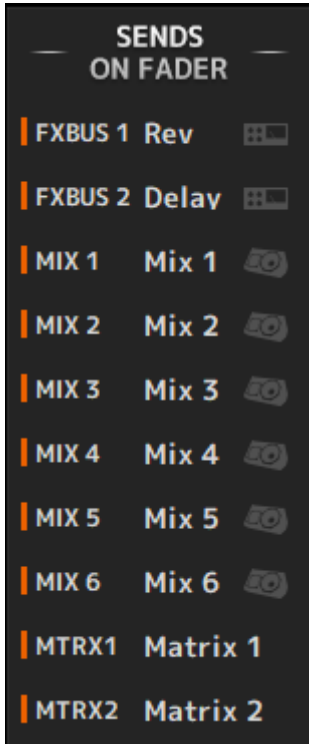 SENDS
ON FADER
FXBUS 1 Rev
FXBUS 2 Delay
MIX 1 Mix 1
MIX 2 Mix 2
MIX 3 Mix 3
MIX 4 Mix 4
MIX 5 Mix 5
MIX 6 Mix 6
MTRX1 Matrix 1
MTRX2 Matrix 2